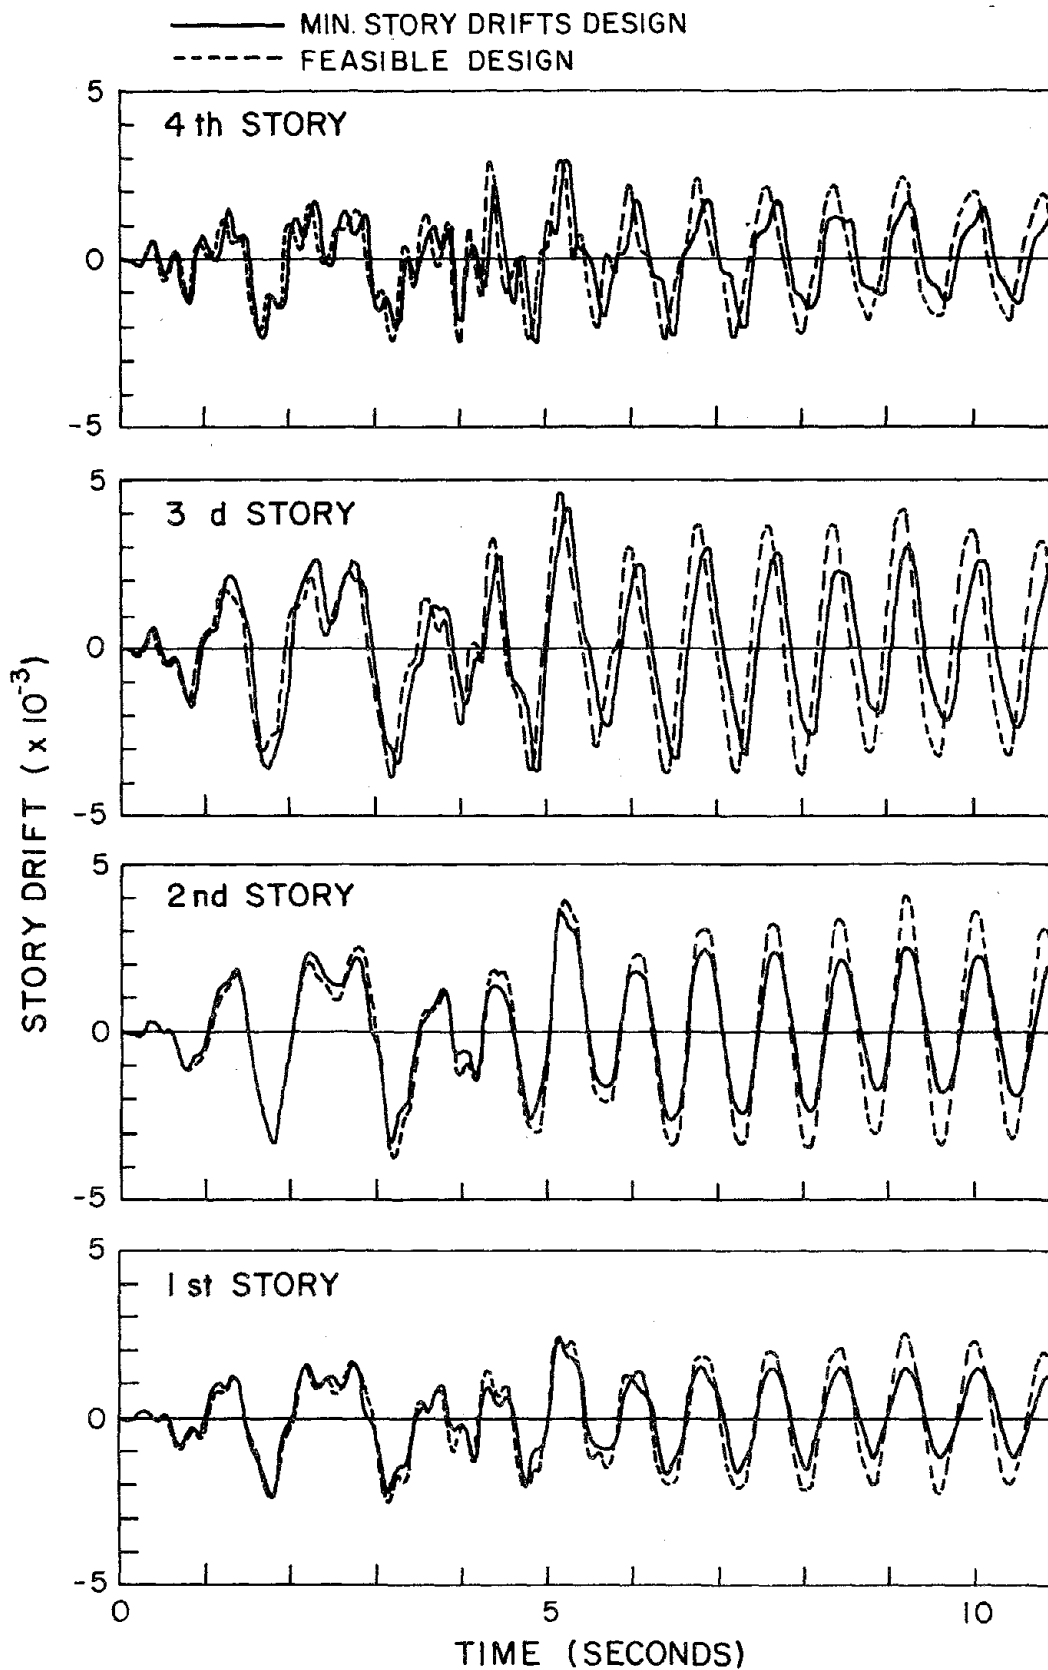 MIN. STORY DRIFTS DESIGN
FEASIBLE DESIGN
5
4 th STORY
0
-5
5
3 d STORY
0
-5
5
2nd STORY
0
-5
5
1 st STORY
0
-5
0 5 10
TIME (SECONDS)
STORY DRIFT (x 10⁻³)